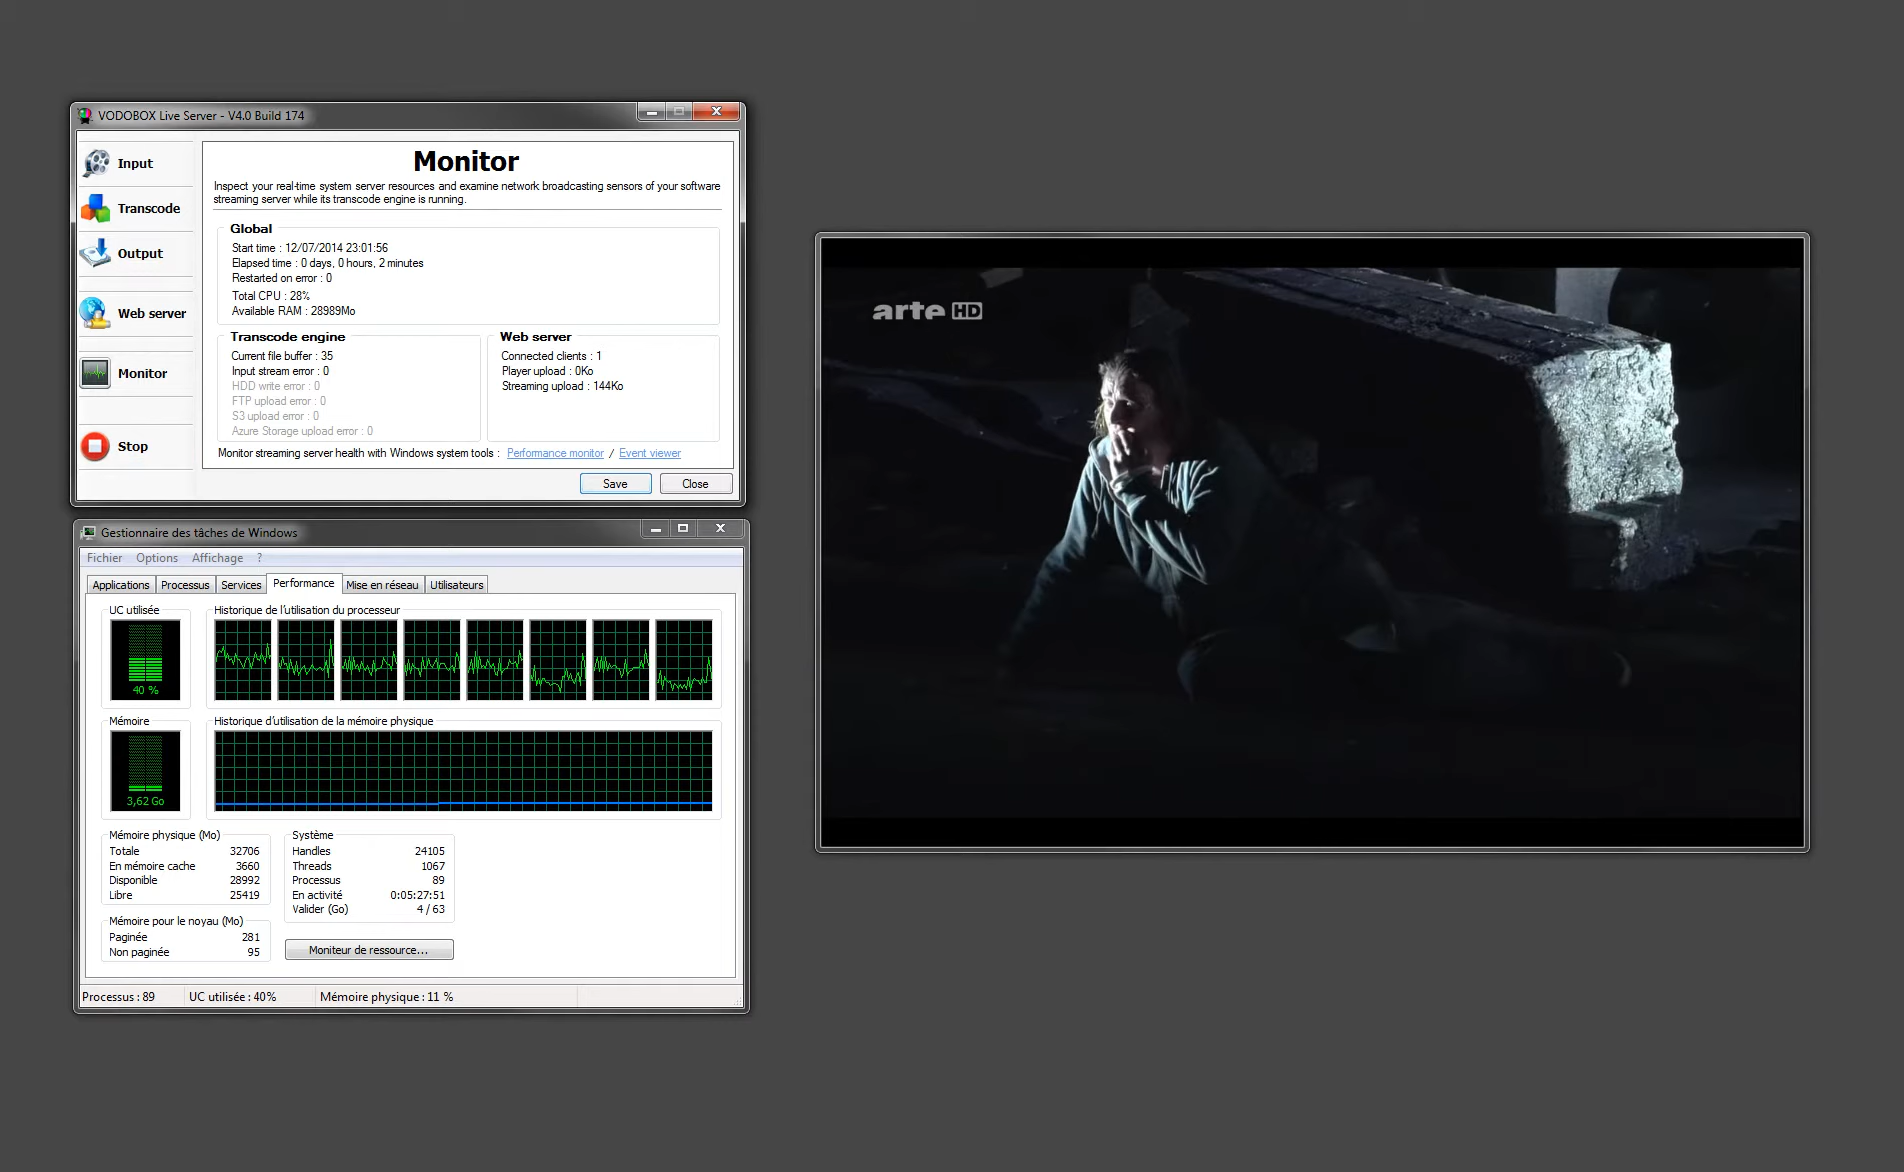 VODOBOX Live Server - V4.0 Build 174
Input
Transcode
Output
Web server
Monitor
Stop
Monitor
Inspect your real-time system server resources and examine network broadcasting sensors of your software
streaming server while its transcode engine is running.
Global
Start time : 12/07/2014 23:01:56
Elapsed time : 0 days, 0 hours, 2 minutes
Restarted on error : 0
Total CPU : 28%
Available RAM : 28989Mo
Transcode engine
Current file buffer : 35
Input stream error : 0
HDD write error : 0
FTP upload error : 0
S3 upload error : 0
Azure Storage upload error : 0
Web server
Connected clients : 1
Player upload : 0Ko
Streaming upload : 144Ko
Monitor streaming server health with Windows system tools : Performance monitor / Event viewer
Save Close
Gestionnaire des tâches de Windows
Fichier Options Affichage ?
Applications Processus Services Performance Mise en réseau Utilisateurs
UC utilisée
40 %
Historique de l'utilisation du processeur
Mémoire
3,62 Go
Historique d'utilisation de la mémoire physique
Mémoire physique (Mo)
Totale 32706
En mémoire cache 3660
Disponible 28992
Libre 25419
Mémoire pour le noyau (Mo)
Paginée 281
Non paginée 95
Système
Handles 24105
Threads 1067
Processus 89
En activité 0:05:27:51
Valider (Go) 4 / 63
Moniteur de ressource...
Processus : 89 UC utilisée : 40% Mémoire physique : 11 %
arte HD